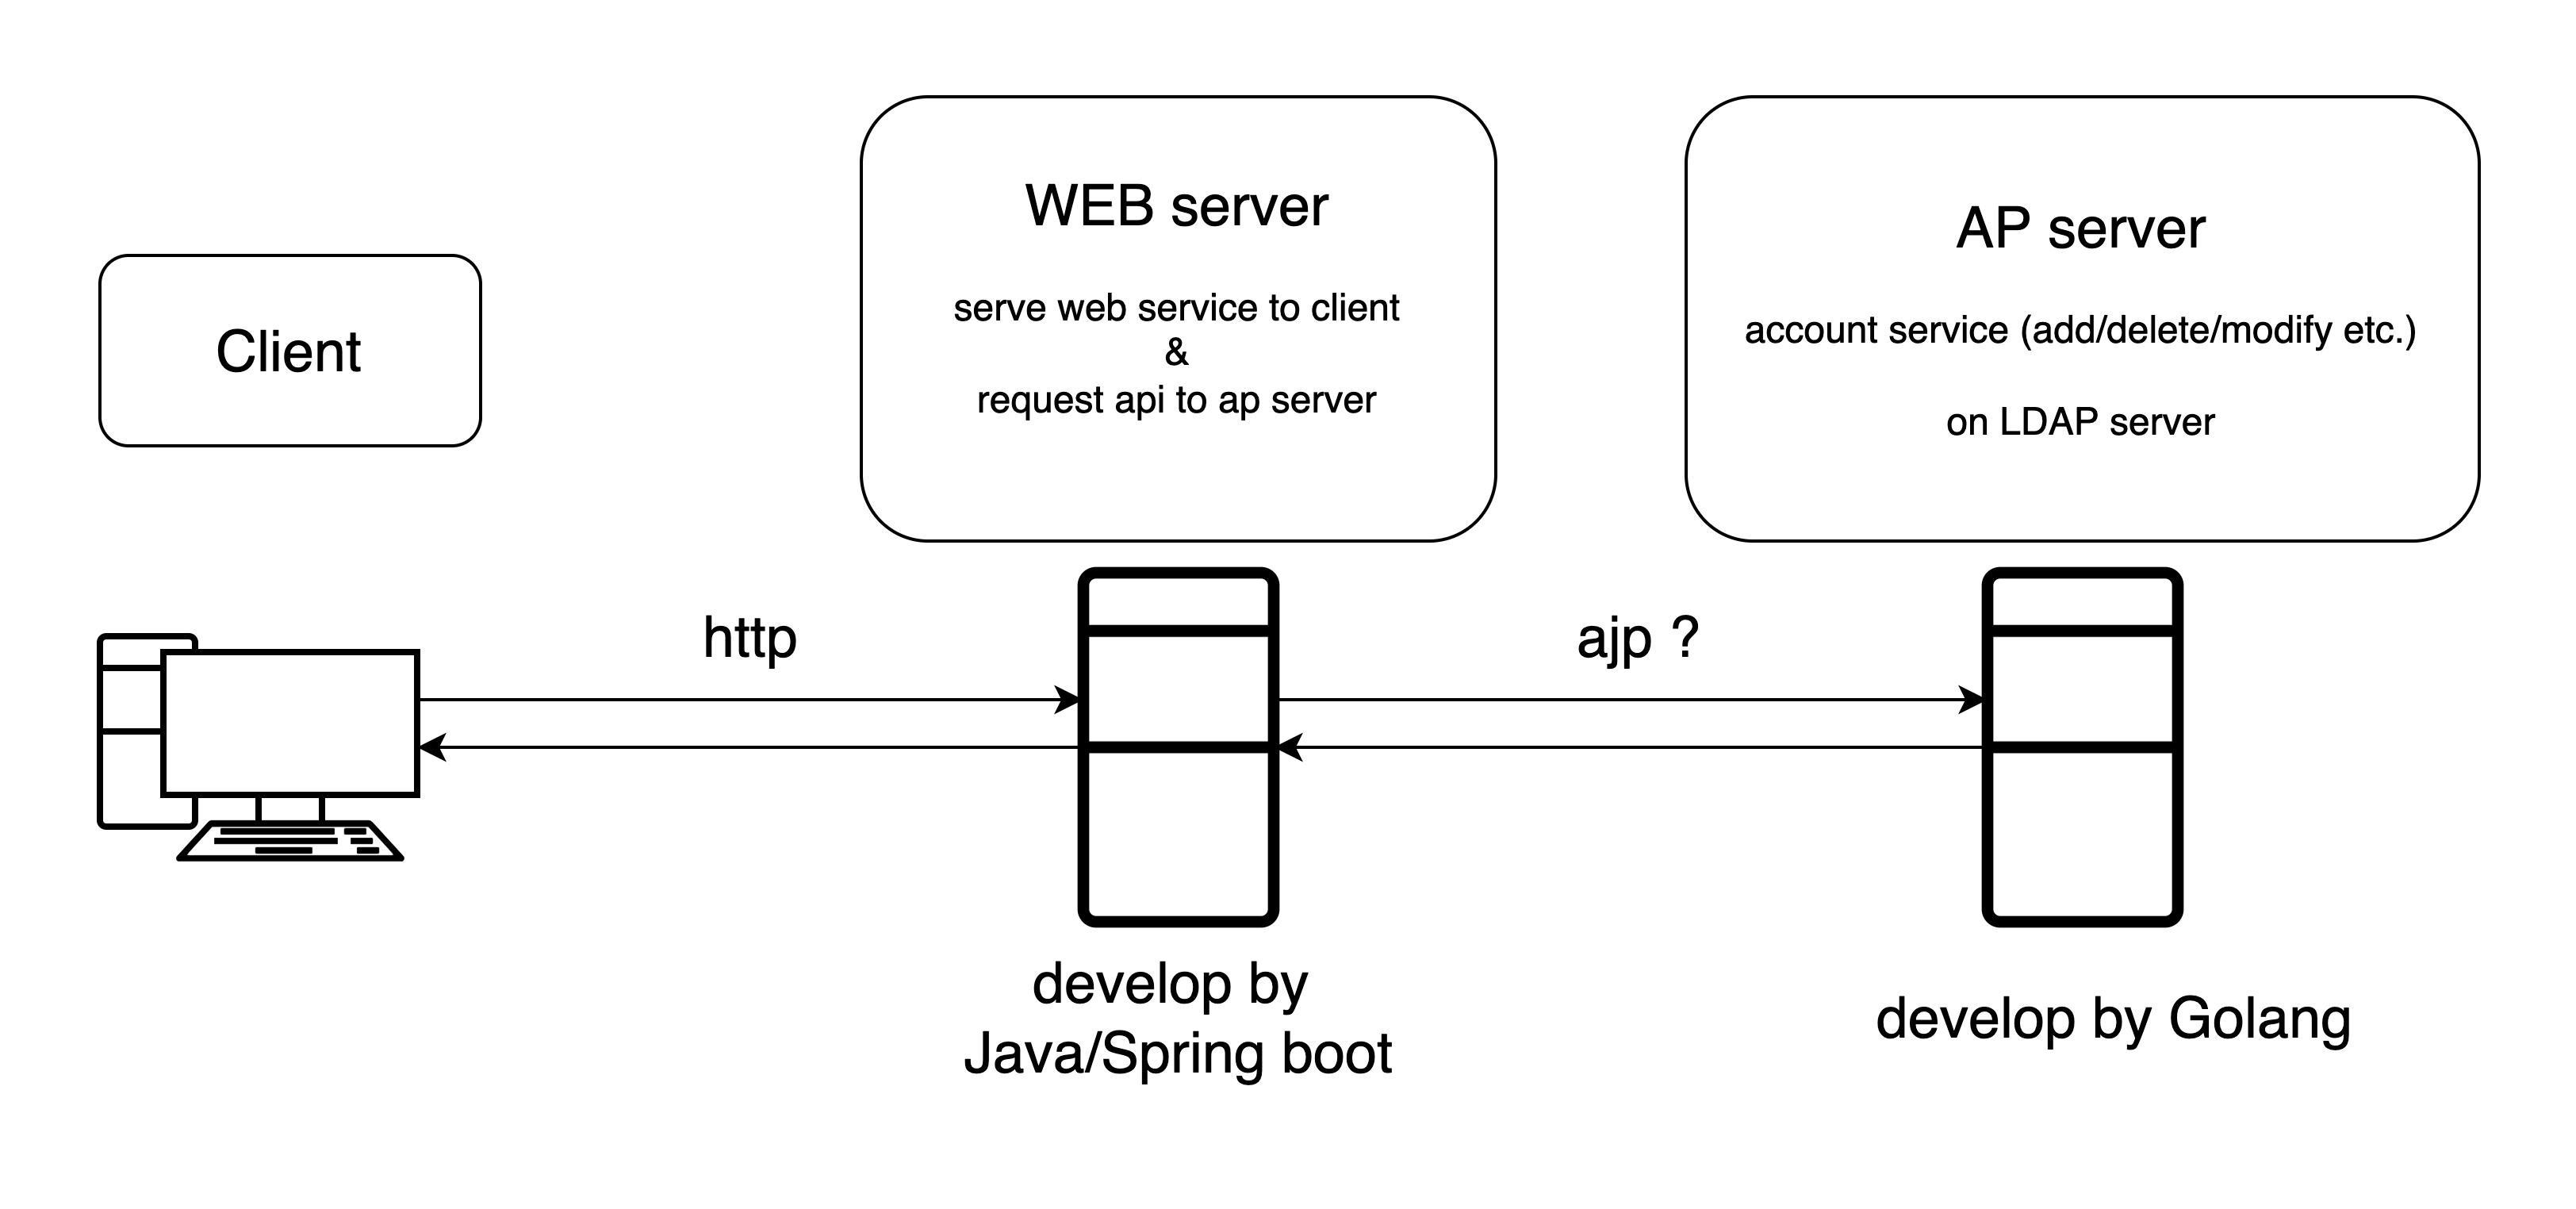 Client
WEB server
serve web service to client
&
request api to ap server
AP server
account service (add/delete/modify etc.)
on LDAP server
http
ajp ?
develop by
Java/Spring boot
develop by Golang